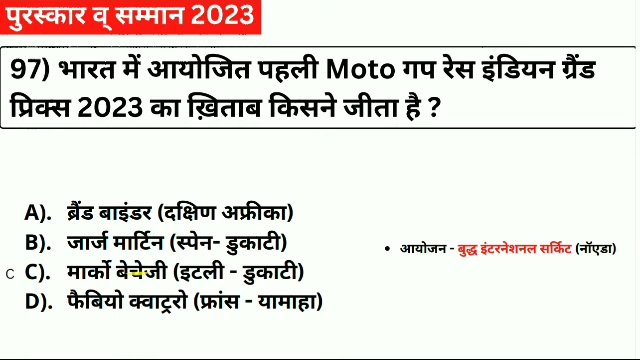 पुरस्कार व् सम्मान 2023
97) भारत में आयोजित पहली Moto गप रेस इंडियन ग्रैंड
प्रिक्स 2023 का ख़िताब किसने जीता है ?
A). ब्रैंड बाइंडर (दक्षिण अफ्रीका)
B). जार्ज मार्टिन (स्पेन- डुकाटी)
• आयोजन - बुद्ध इंटरनेशनल सर्किट (नॉएडा)
c C). मार्को बेचेजी (इटली - डुकाटी)
D). फैबियो क्वाट्ररो (फ्रांस - यामाहा)